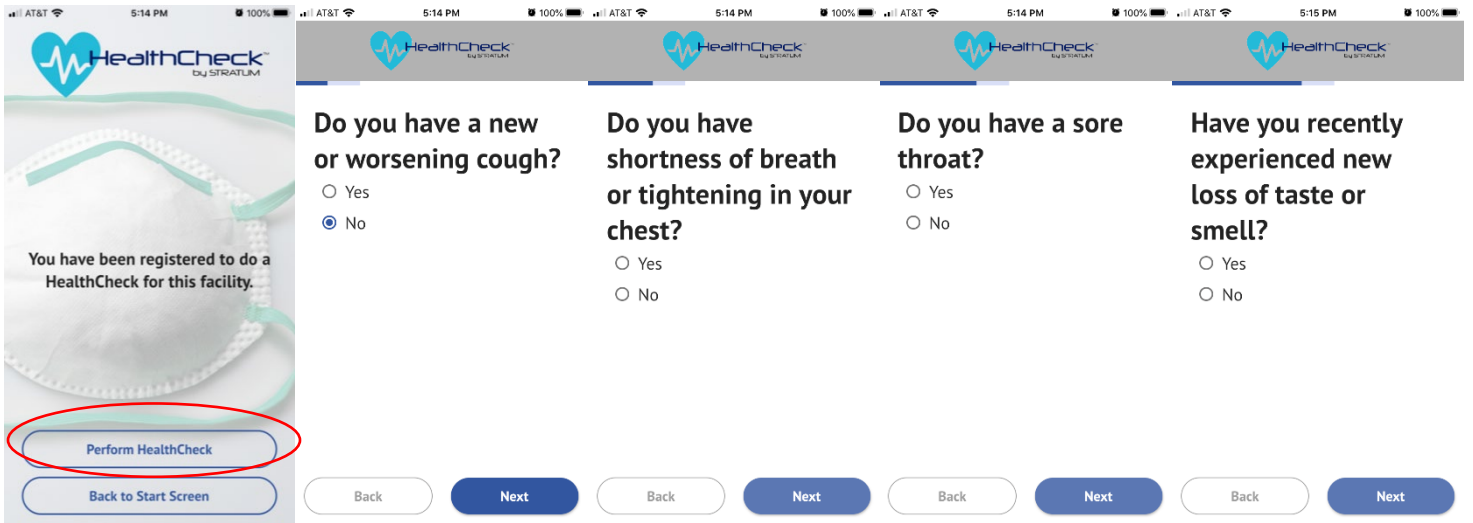 AT&T 5:14 PM 100%
HealthCheck™
by STRATUM
You have been registered to do a
HealthCheck for this facility.
Perform HealthCheck
Back to Start Screen
AT&T 5:14 PM 100%
HealthCheck™
by STRATUM
Do you have a new
or worsening cough?
Yes
No
Back Next
AT&T 5:14 PM 100%
HealthCheck™
by STRATUM
Do you have
shortness of breath
or tightening in your
chest?
Yes
No
Back Next
AT&T 5:14 PM 100%
HealthCheck™
by STRATUM
Do you have a sore
throat?
Yes
No
Back Next
AT&T 5:15 PM 100%
HealthCheck™
by STRATUM
Have you recently
experienced new
loss of taste or
smell?
Yes
No
Back Next